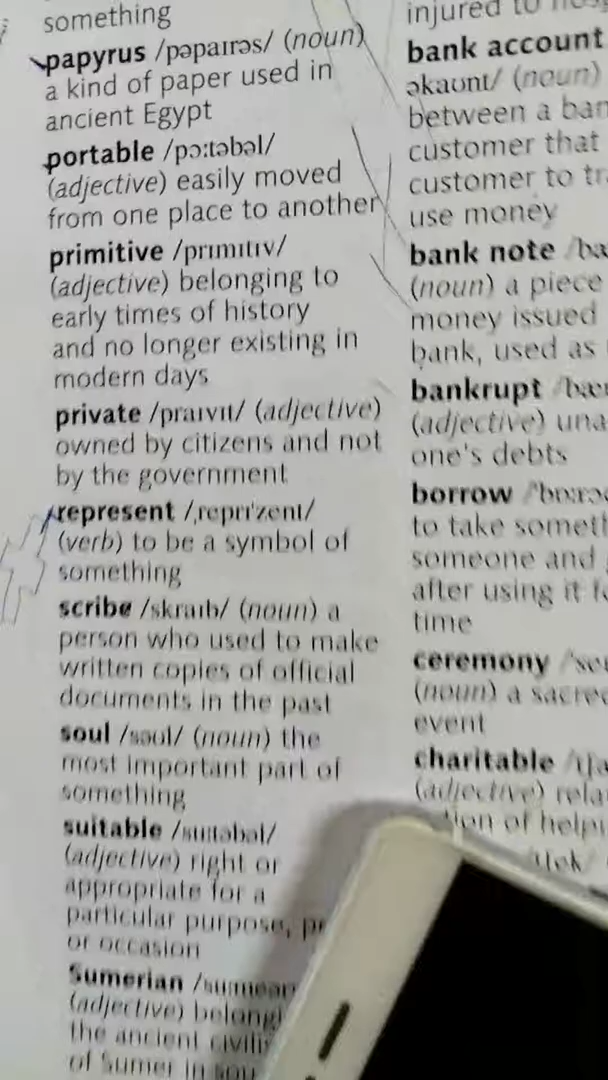 something
papyrus /pəpaɪrəs/ (noun)
a kind of paper used in
ancient Egypt
portable /pɔːtəbəl/
(adjective) easily moved
from one place to another
primitive /prɪmɪtɪv/
(adjective) belonging to
early times of history
and no longer existing in
modern days
private /praɪvɪt/ (adjective)
owned by citizens and not
by the government
represent /ˌreprɪˈzent/
(verb) to be a symbol of
something
scribe /skraɪb/ (noun) a
person who used to make
written copies of official
documents in the past
soul /səʊl/ (noun) the
most important part of
something
suitable /suːtəbəl/
(adjective) right or
appropriate for a
particular purpose,
or occasion
Sumerian
(adjective)
the ancient
of Sumer in
injured to
bank account
əkaʊnt/ (noun)
between a
customer that
customer to
use money
bank note
(noun) a piece
money issued
bank, used as
bankrupt
(adjective)
one's debts
borrow
to take
someone and
after using it
time
ceremony
(noun) a
event
charitable
(adjective)
of